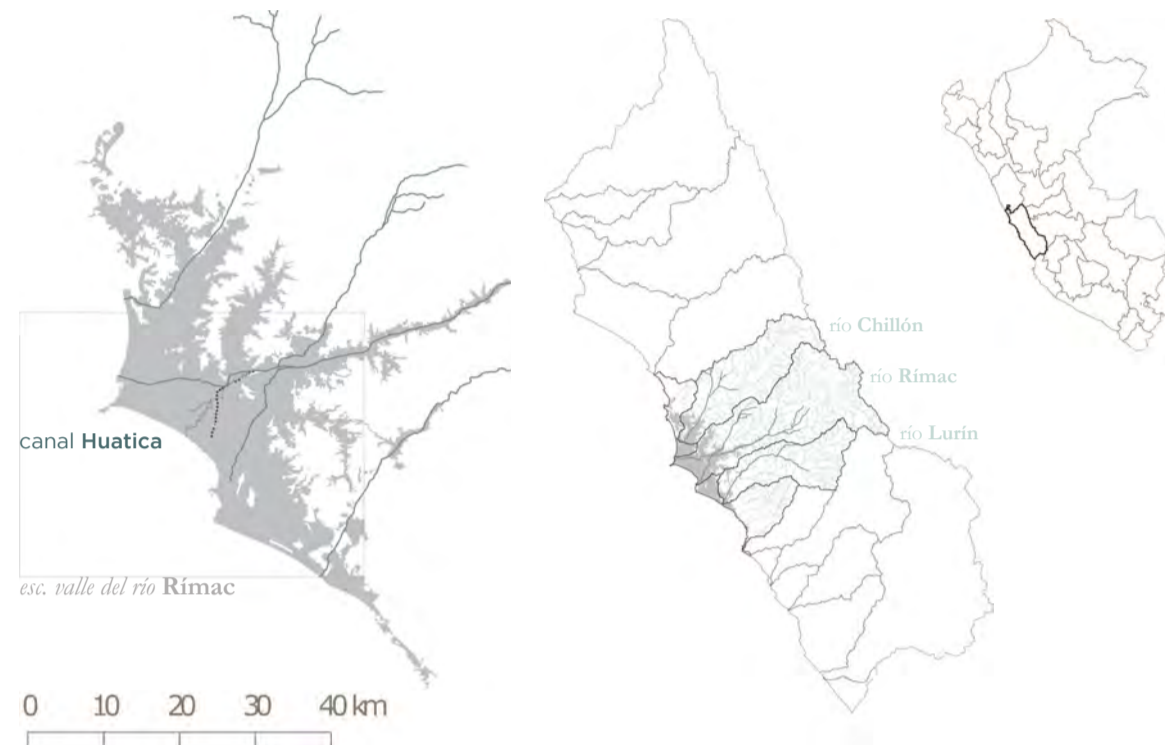 río Chillón
río Rímac
río Lurín
canal Huatica
esc. valle del río Rímac
0 10 20 30 40 km